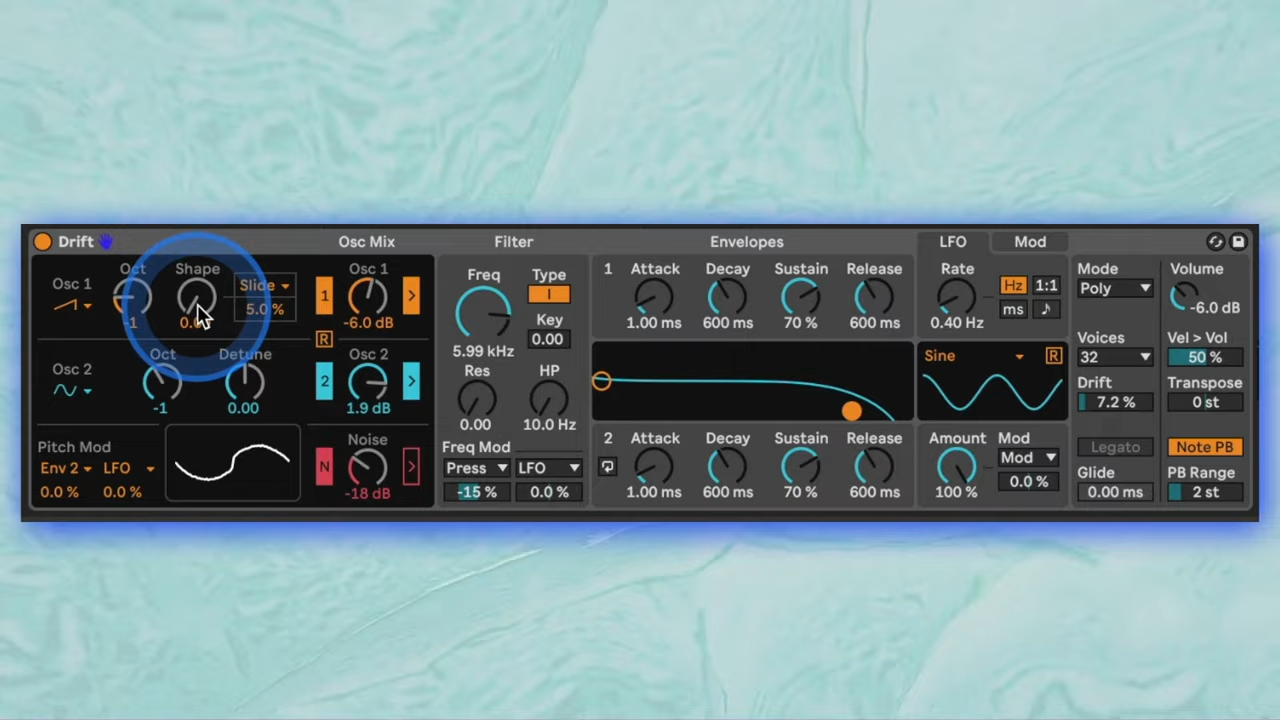 Drift
Osc Mix
Filter
Envelopes
LFO
Mod
Osc 1
Oct
-1
Shape
Slide
5.0 %
1
Osc 1
-6.0 dB
R
Osc 2
Oct
-1
Detune
0.00
2
Osc 2
1.9 dB
Pitch Mod
Env 2
LFO
0.0 %
0.0 %
N
Noise
-18 dB
Freq
5.99 kHz
Type
I
Key
0.00
Res
0.00
HP
10.0 Hz
Freq Mod
Press
LFO
-15 %
0.0 %
1
Attack
Decay
Sustain
Release
1.00 ms
600 ms
70 %
600 ms
2
Attack
Decay
Sustain
Release
1.00 ms
600 ms
70 %
600 ms
Rate
0.40 Hz
Hz
1:1
ms
Sine
R
Amount
100 %
Mod
Mod
0.0 %
Mode
Poly
Voices
32
Drift
7.2 %
Legato
Glide
0.00 ms
Volume
-6.0 dB
Vel > Vol
50 %
Transpose
0 st
Note PB
PB Range
2 st